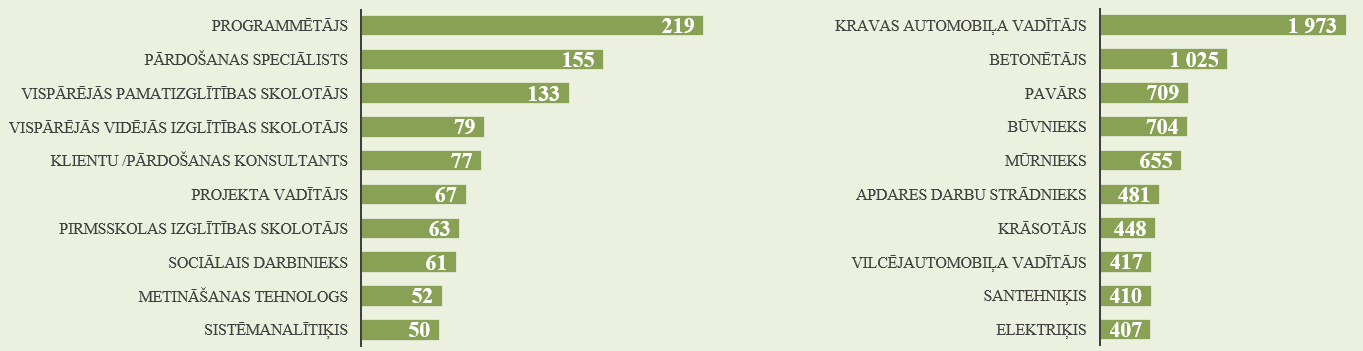 PROGRAMMĒTĀJS 219
PĀRDOŠANAS SPECIĀLISTS 155
VISPĀRĒJĀS PAMATIZGLĪTĪBAS SKOLOTĀJS 133
VISPĀRĒJĀS VIDĒJĀS IZGLĪTĪBAS SKOLOTĀJS 79
KLIENTU /PĀRDOŠANAS KONSULTANTS 77
PROJEKTA VADĪTĀJS 67
PIRMSSKOLAS IZGLĪTĪBAS SKOLOTĀJS 63
SOCIĀLAIS DARBINIEKS 61
METINĀŠANAS TEHNOLOGS 52
SISTĒMANALĪTIĶIS 50
KRAVAS AUTOMOBIĻA VADĪTĀJS 1 973
BETONĒTĀJS 1 025
PAVĀRS 709
BŪVNIEKS 704
MŪRNIEKS 655
APDARES DARBU STRĀDNIEKS 481
KRĀSOTĀJS 448
VILCĒJAUTOMOBIĻA VADĪTĀJS 417
SANTEHNIĶIS 410
ELEKTRIĶIS 407